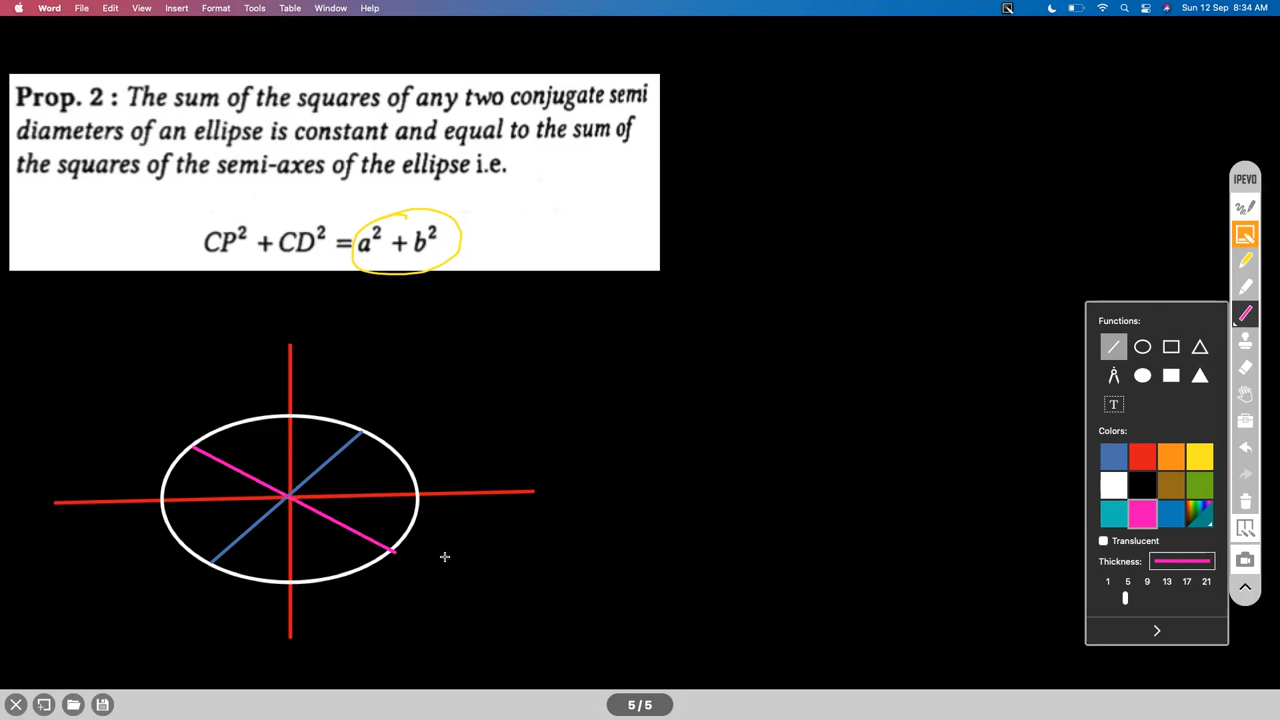 Word File Edit View Insert Format Tools Table Window Help Sun 12 Sep 8:34 AM
Prop. 2 : The sum of the squares of any two conjugate semi
diameters of an ellipse is constant and equal to the sum of
the squares of the semi-axes of the ellipse i.e.
CP² + CD² = a² + b²
IPEVO
Functions:
T
Colors:
Translucent
Thickness:
1 5 9 13 17 21
5 / 5